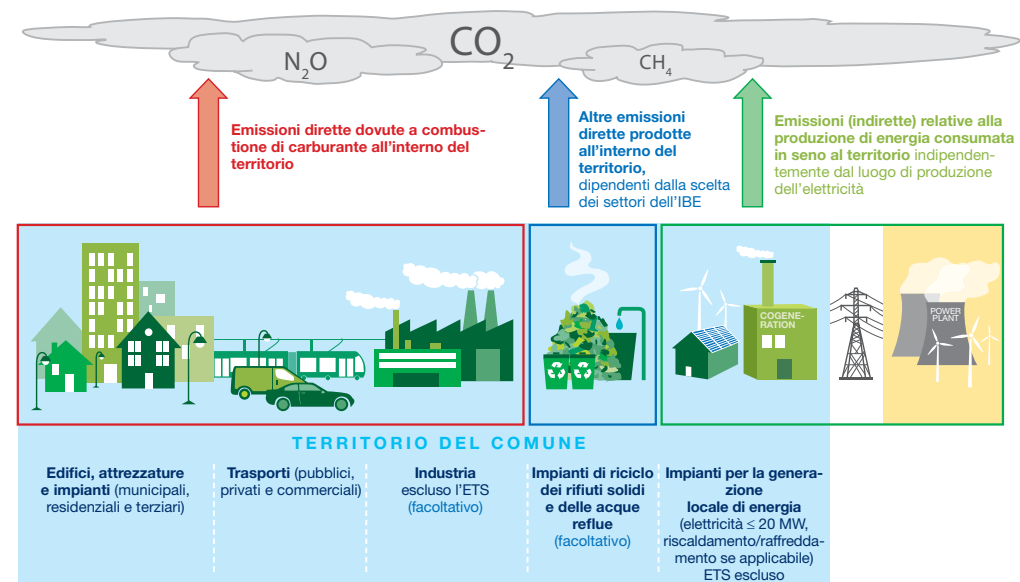 CO₂
N₂O
CH₄
Emissioni dirette dovute a combus-
tione di carburante all'interno del
territorio
Altre emissioni
dirette prodotte
all'interno del
territorio,
dipendenti dalla scelta
dei settori dell'IBE
Emissioni (indirette) relative alla
produzione di energia consumata
in seno al territorio indipenden-
temente dal luogo di produzione
dell'elettricità
COGENE-
RATION
POWER
PLANT
TERRITORIO DEL COMUNE
Edifici, attrezzature
e impianti (municipali,
residenziali e terziari)
Trasporti (pubblici,
privati e commerciali)
Industria
escluso l'ETS
(facoltativo)
Impianti di riciclo
dei rifiuti solidi
e delle acque
reflue
(facoltativo)
Impianti per la genera-
zione
locale di energia
(elettricità ≤ 20 MW,
riscaldamento/raffredda-
mento se applicabile)
ETS escluso